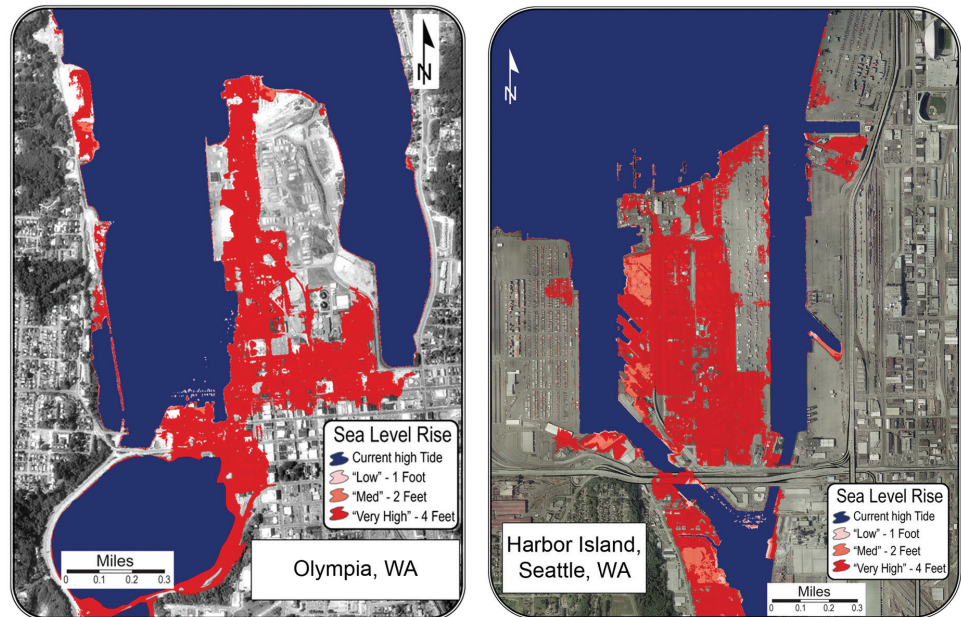 N
Sea Level Rise
Current high Tide
"Low" - 1 Foot
"Med" - 2 Feet
"Very High" - 4 Feet
Miles
0 0.1 0.2 0.3
Olympia, WA
N
Sea Level Rise
Current high Tide
"Low" - 1 Foot
"Med" - 2 Feet
"Very High" - 4 Feet
Harbor Island,
Seattle, WA
Miles
0 0.1 0.2 0.3